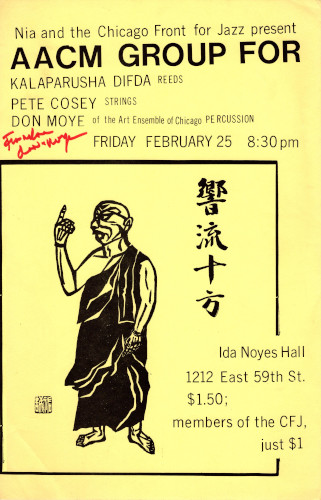 Nia and the Chicago Front for Jazz present
AACM GROUP FOR
KALAPARUSHA DIFDA REEDS
PETE COSEY STRINGS
DON MOYE of the Art Ensemble of Chicago PERCUSSION
FRIDAY FEBRUARY 25 8:30pm
響流十方
Ida Noyes Hall
1212 East 59th St.
$1.50;
members of the CFJ,
just $1